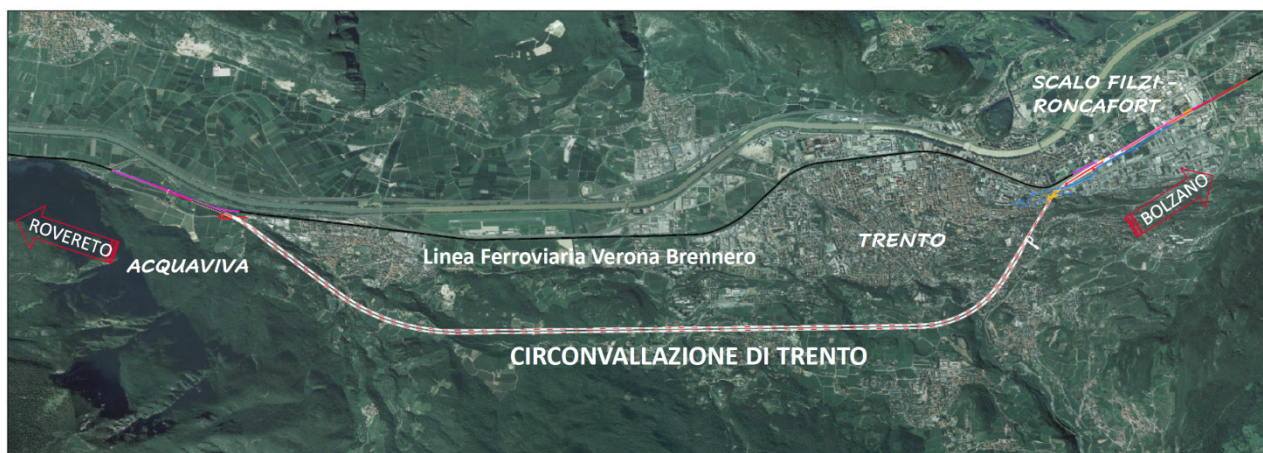 SCALO FILZI -
RONCAFORT
BOLZANO
ROVERETO
TRENTO
ACQUAVIVA
Linea Ferroviaria Verona Brennero
CIRCONVALLAZIONE DI TRENTO